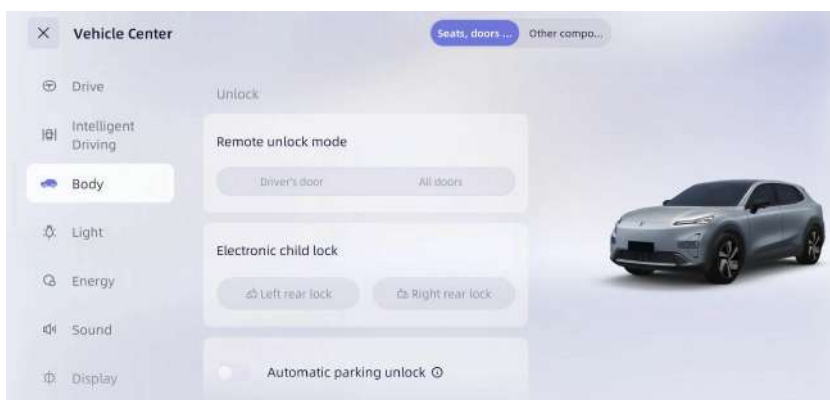 Vehicle Center
Seats, doors ...
Other compo...
Drive
Intelligent
Driving
Body
Light
Energy
Sound
Display
Unlock
Remote unlock mode
Driver's door
All doors
Electronic child lock
Left rear lock
Right rear lock
Automatic parking unlock